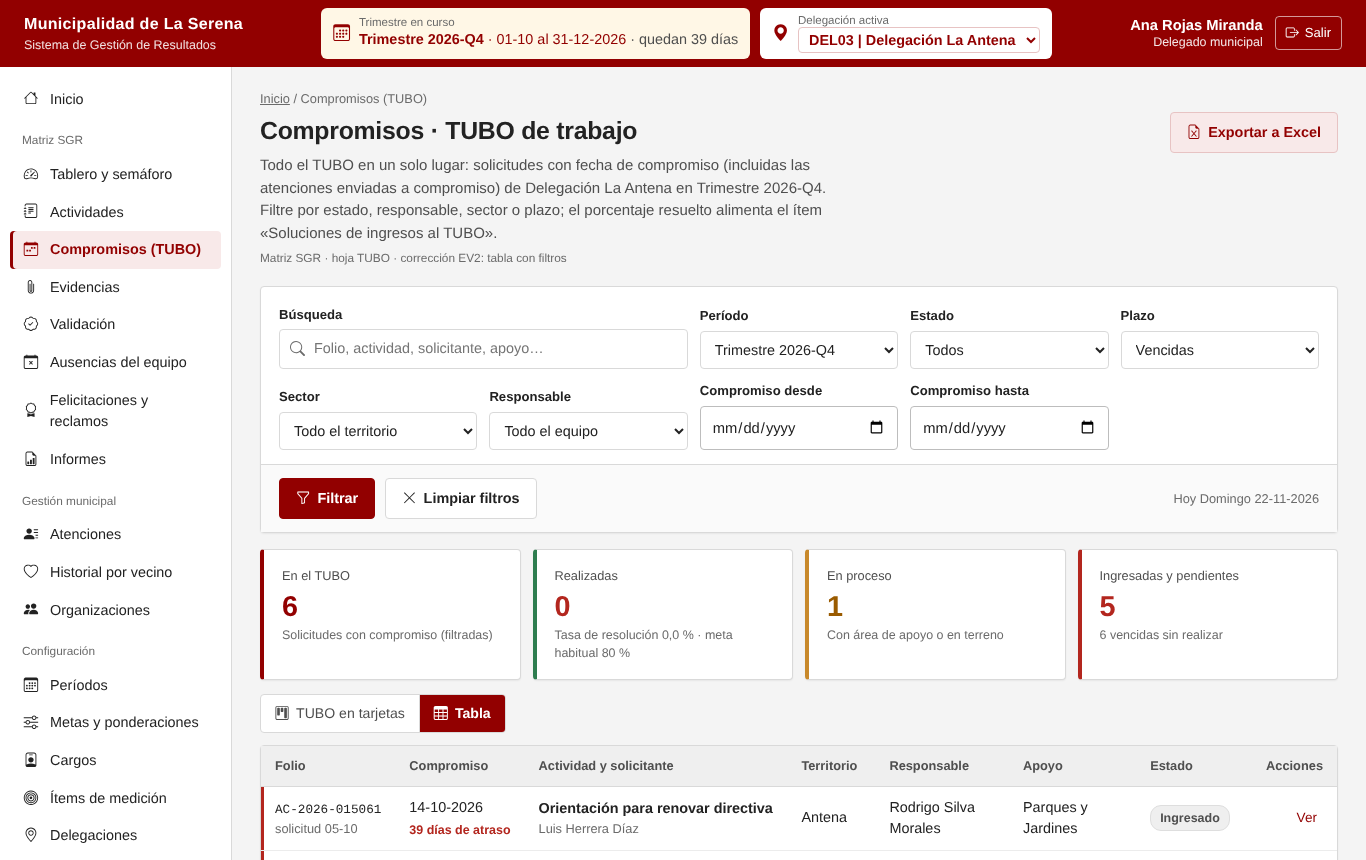 Municipalidad de La Serena
Sistema de Gestión de Resultados
Trimestre en curso
Trimestre 2026-Q4 · 01-10 al 31-12-2026 · quedan 39 días
Delegación activa
DEL03 | Delegación La Antena
Ana Rojas Miranda
Delegado municipal
Salir
Inicio
Matriz SGR
Tablero y semáforo
Actividades
Compromisos (TUBO)
Evidencias
Validación
Ausencias del equipo
Felicitaciones y
reclamos
Informes
Gestión municipal
Atenciones
Historial por vecino
Organizaciones
Configuración
Períodos
Metas y ponderaciones
Cargos
Ítems de medición
Delegaciones
Inicio / Compromisos (TUBO)
Compromisos · TUBO de trabajo
Todo el TUBO en un solo lugar: solicitudes con fecha de compromiso (incluidas las
atenciones enviadas a compromiso) de Delegación La Antena en Trimestre 2026-Q4.
Filtre por estado, responsable, sector o plazo; el porcentaje resuelto alimenta el ítem
«Soluciones de ingresos al TUBO».
Matriz SGR · hoja TUBO · corrección EV2: tabla con filtros
Exportar a Excel
Búsqueda
Folio, actividad, solicitante, apoyo…
Período
Trimestre 2026-Q4
Estado
Todos
Plazo
Vencidas
Sector
Todo el territorio
Responsable
Todo el equipo
Compromiso desde
mm/dd/yyyy
Compromiso hasta
mm/dd/yyyy
Filtrar
Limpiar filtros
Hoy Domingo 22-11-2026
En el TUBO
6
Solicitudes con compromiso (filtradas)
Realizadas
0
Tasa de resolución 0,0 % · meta
habitual 80 %
En proceso
1
Con área de apoyo o en terreno
Ingresadas y pendientes
5
6 vencidas sin realizar
TUBO en tarjetas
Tabla
Folio Compromiso Actividad y solicitante Territorio Responsable Apoyo Estado Acciones
AC-2026-015061
solicitud 05-10
14-10-2026
39 días de atraso
Orientación para renovar directiva
Luis Herrera Díaz
Antena
Rodrigo Silva
Morales
Parques y
Jardines
Ingresado
Ver